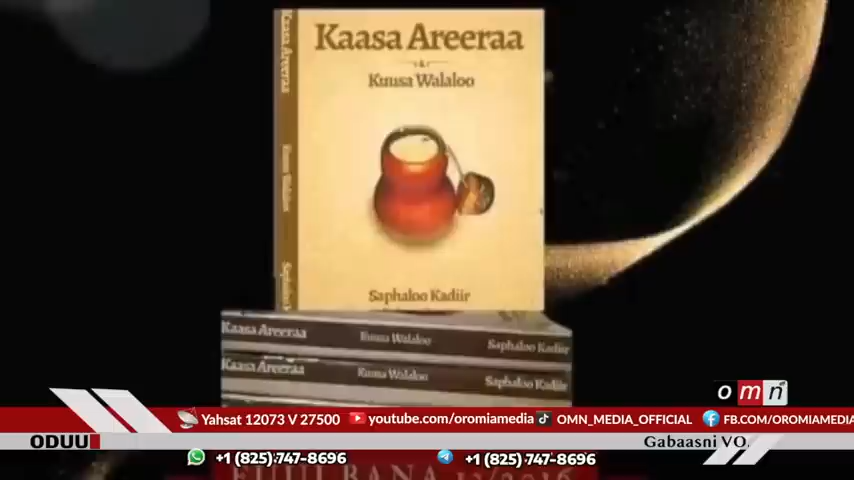 Kaasa Areeraa
Kuusa Walaloo
Kaasa Areeraa
Kuusa Walaloo
Saphaloo Kadiir
Saphaloo Kadiir
Kaasa Areeraa Kuusa Walaloo Saphaloo Kadiir
Kaasa Areeraa Kuusa Walaloo Saphaloo Kadiir
omn
Yahsat 12073 V 27500 youtube.com/oromiamedia OMN_MEDIA_OFFICIAL FB.COM/OROMIAMEDIA
ODUU Gabaasni VO.
+1 (825) 747-8696 +1 (825) 747-8696